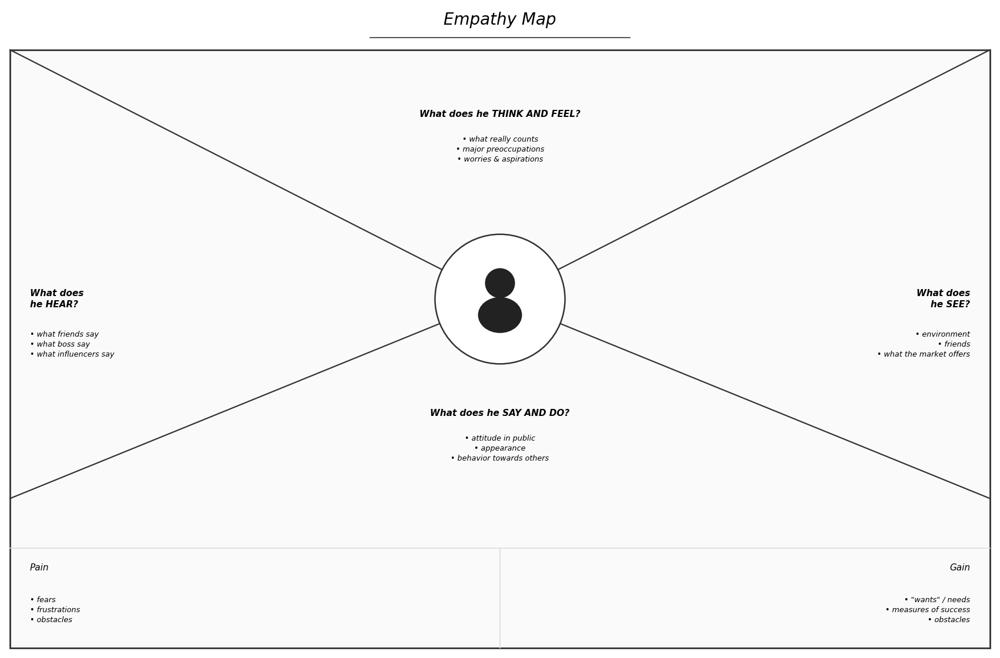 Empathy Map
What does he THINK AND FEEL?
• what really counts
• major preoccupations
• worries & aspirations
What does
he HEAR?
• what friends say
• what boss say
• what influencers say
What does
he SEE?
• environment
• friends
• what the market offers
What does he SAY AND DO?
• attitude in public
• appearance
• behavior towards others
Pain
• fears
• frustrations
• obstacles
Gain
• "wants" / needs
• measures of success
• obstacles